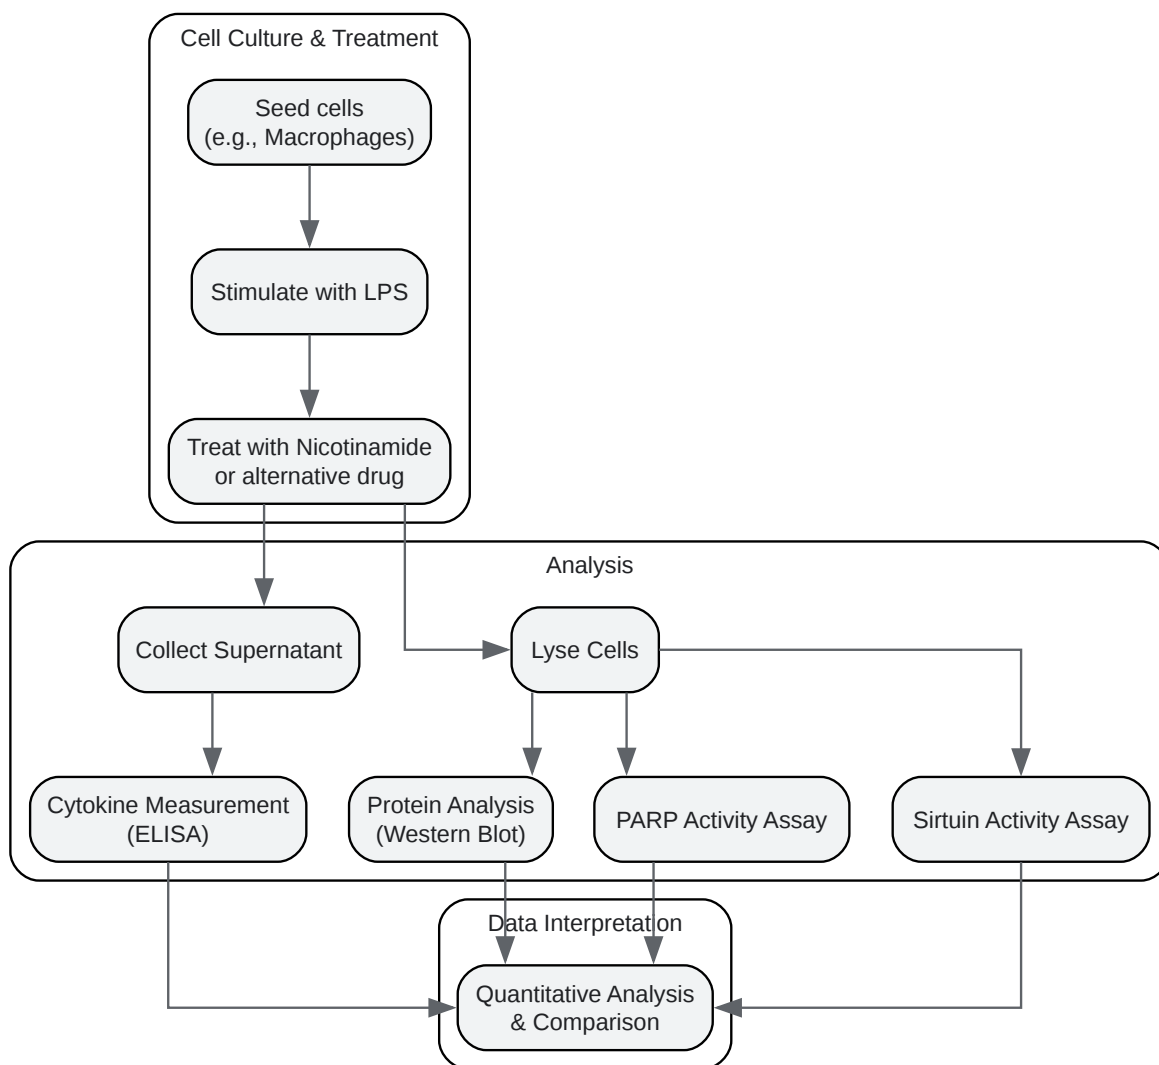 Cell Culture & Treatment
Seed cells
(e.g., Macrophages)
Stimulate with LPS
Treat with Nicotinamide
or alternative drug
Analysis
Collect Supernatant
Lyse Cells
Cytokine Measurement
(ELISA)
Protein Analysis
(Western Blot)
PARP Activity Assay
Sirtuin Activity Assay
Data Interpretation
Quantitative Analysis
& Comparison